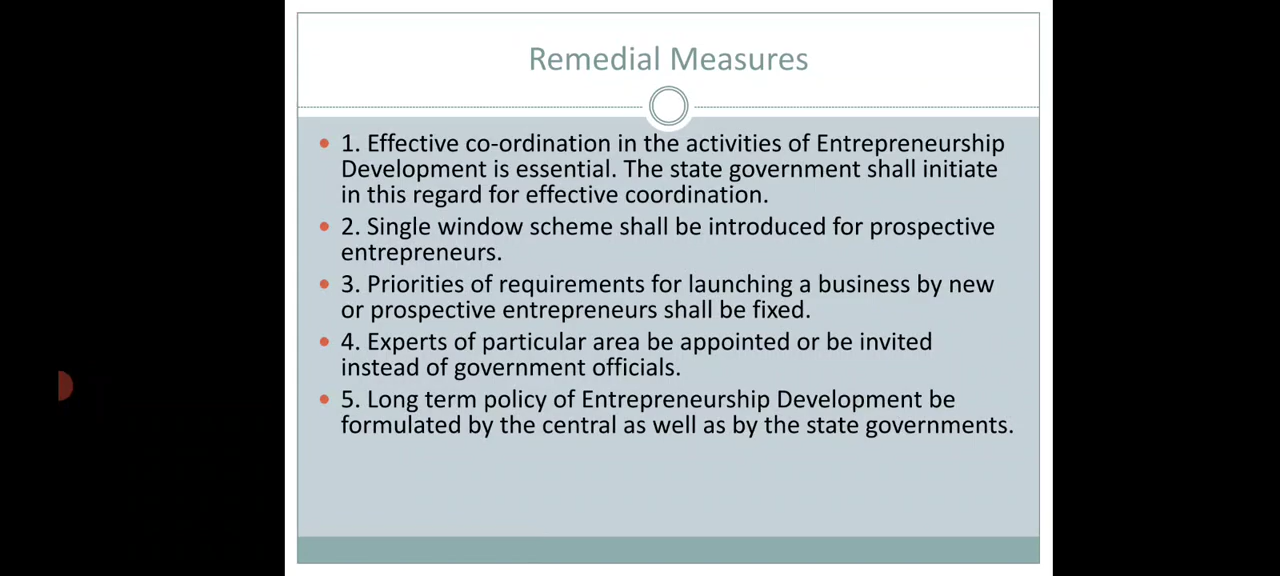 Remedial Measures
1. Effective co-ordination in the activities of Entrepreneurship
Development is essential. The state government shall initiate
in this regard for effective coordination.
2. Single window scheme shall be introduced for prospective
entrepreneurs.
3. Priorities of requirements for launching a business by new
or prospective entrepreneurs shall be fixed.
4. Experts of particular area be appointed or be invited
instead of government officials.
5. Long term policy of Entrepreneurship Development be
formulated by the central as well as by the state governments.